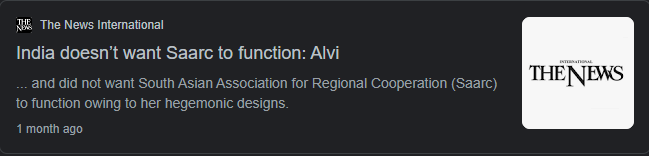 THE NEWS
The News International
India doesn’t want Saarc to function: Alvi
... and did not want South Asian Association for Regional Cooperation (Saarc)
to function owing to her hegemonic designs.
1 month ago
INTERNATIONAL
THE NEWS